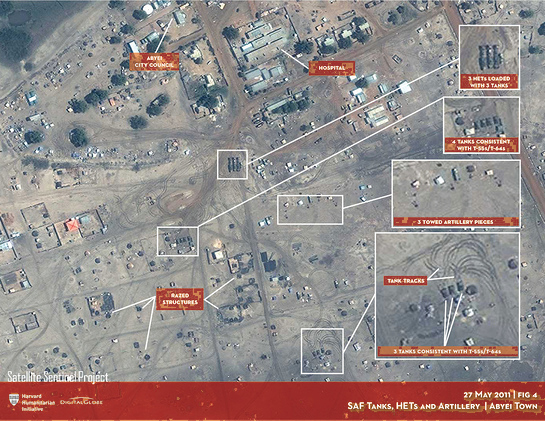 ABYEI
CITY COUNCIL
HOSPITAL
3 HETS LOADED
WITH 3 TANKS
4 TANKS CONSISTENT
WITH T-55s/T-64s
3 TOWED ARTILLERY PIECES
TANK TRACKS
RAZED
STRUCTURES
3 TANKS CONSISTENT WITH T-55s/T-64s
Satellite Sentinel Project
Harvard
Humanitarian
Initiative
DIGITALGLOBE
27 MAY 2011 | FIG 4
SAF TANKS, HETS AND ARTILLERY | ABYEI TOWN